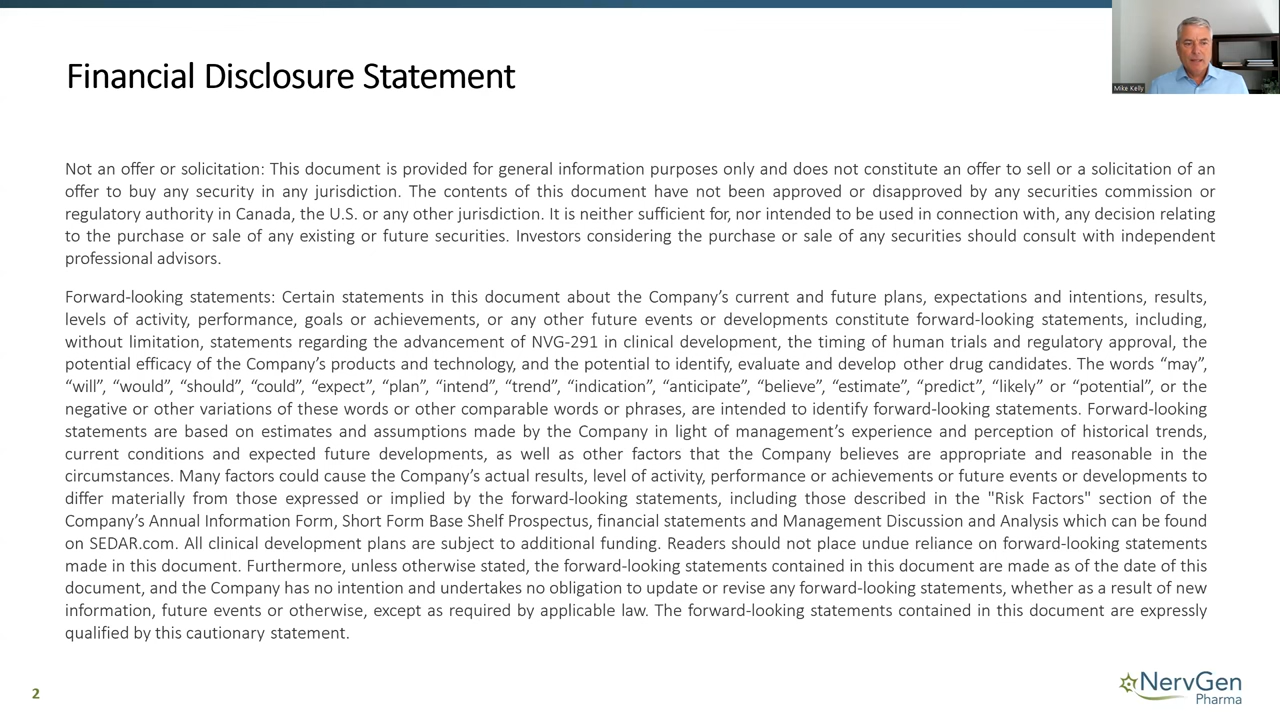 Financial Disclosure Statement
Mike Kelly
Not an offer or solicitation: This document is provided for general information purposes only and does not constitute an offer to sell or a solicitation of an
offer to buy any security in any jurisdiction. The contents of this document have not been approved or disapproved by any securities commission or
regulatory authority in Canada, the U.S. or any other jurisdiction. It is neither sufficient for, nor intended to be used in connection with, any decision relating
to the purchase or sale of any existing or future securities. Investors considering the purchase or sale of any securities should consult with independent
professional advisors.
Forward-looking statements: Certain statements in this document about the Company’s current and future plans, expectations and intentions, results,
levels of activity, performance, goals or achievements, or any other future events or developments constitute forward-looking statements, including,
without limitation, statements regarding the advancement of NVG-291 in clinical development, the timing of human trials and regulatory approval, the
potential efficacy of the Company’s products and technology, and the potential to identify, evaluate and develop other drug candidates. The words “may”,
“will”, “would”, “should”, “could”, “expect”, “plan”, “intend”, “trend”, “indication”, “anticipate”, “believe”, “estimate”, “predict”, “likely” or “potential”, or the
negative or other variations of these words or other comparable words or phrases, are intended to identify forward-looking statements. Forward-looking
statements are based on estimates and assumptions made by the Company in light of management’s experience and perception of historical trends,
current conditions and expected future developments, as well as other factors that the Company believes are appropriate and reasonable in the
circumstances. Many factors could cause the Company’s actual results, level of activity, performance or achievements or future events or developments to
differ materially from those expressed or implied by the forward-looking statements, including those described in the "Risk Factors" section of the
Company’s Annual Information Form, Short Form Base Shelf Prospectus, financial statements and Management Discussion and Analysis which can be found
on SEDAR.com. All clinical development plans are subject to additional funding. Readers should not place undue reliance on forward-looking statements
made in this document. Furthermore, unless otherwise stated, the forward-looking statements contained in this document are made as of the date of this
document, and the Company has no intention and undertakes no obligation to update or revise any forward-looking statements, whether as a result of new
information, future events or otherwise, except as required by applicable law. The forward-looking statements contained in this document are expressly
qualified by this cautionary statement.
2
NervGen
Pharma